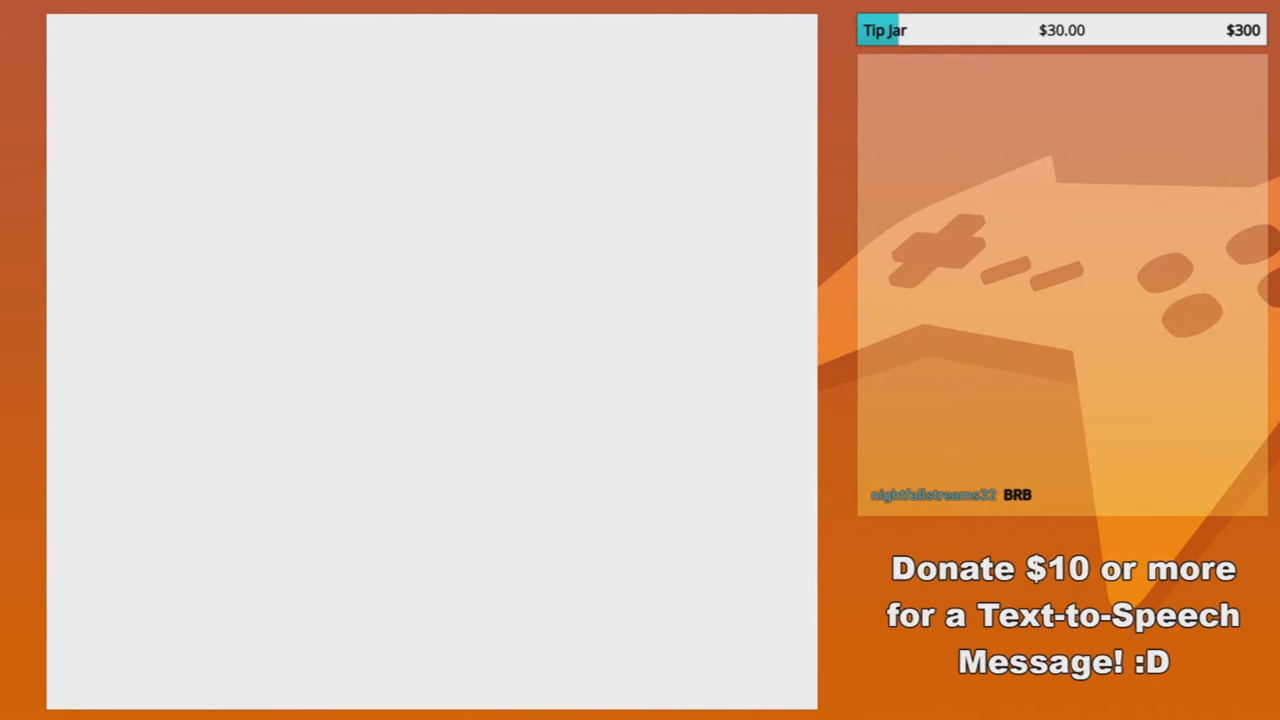 Tip Jar $30.00 $300
nightfallstreams32 BRB
Donate $10 or more
for a Text-to-Speech
Message! :D